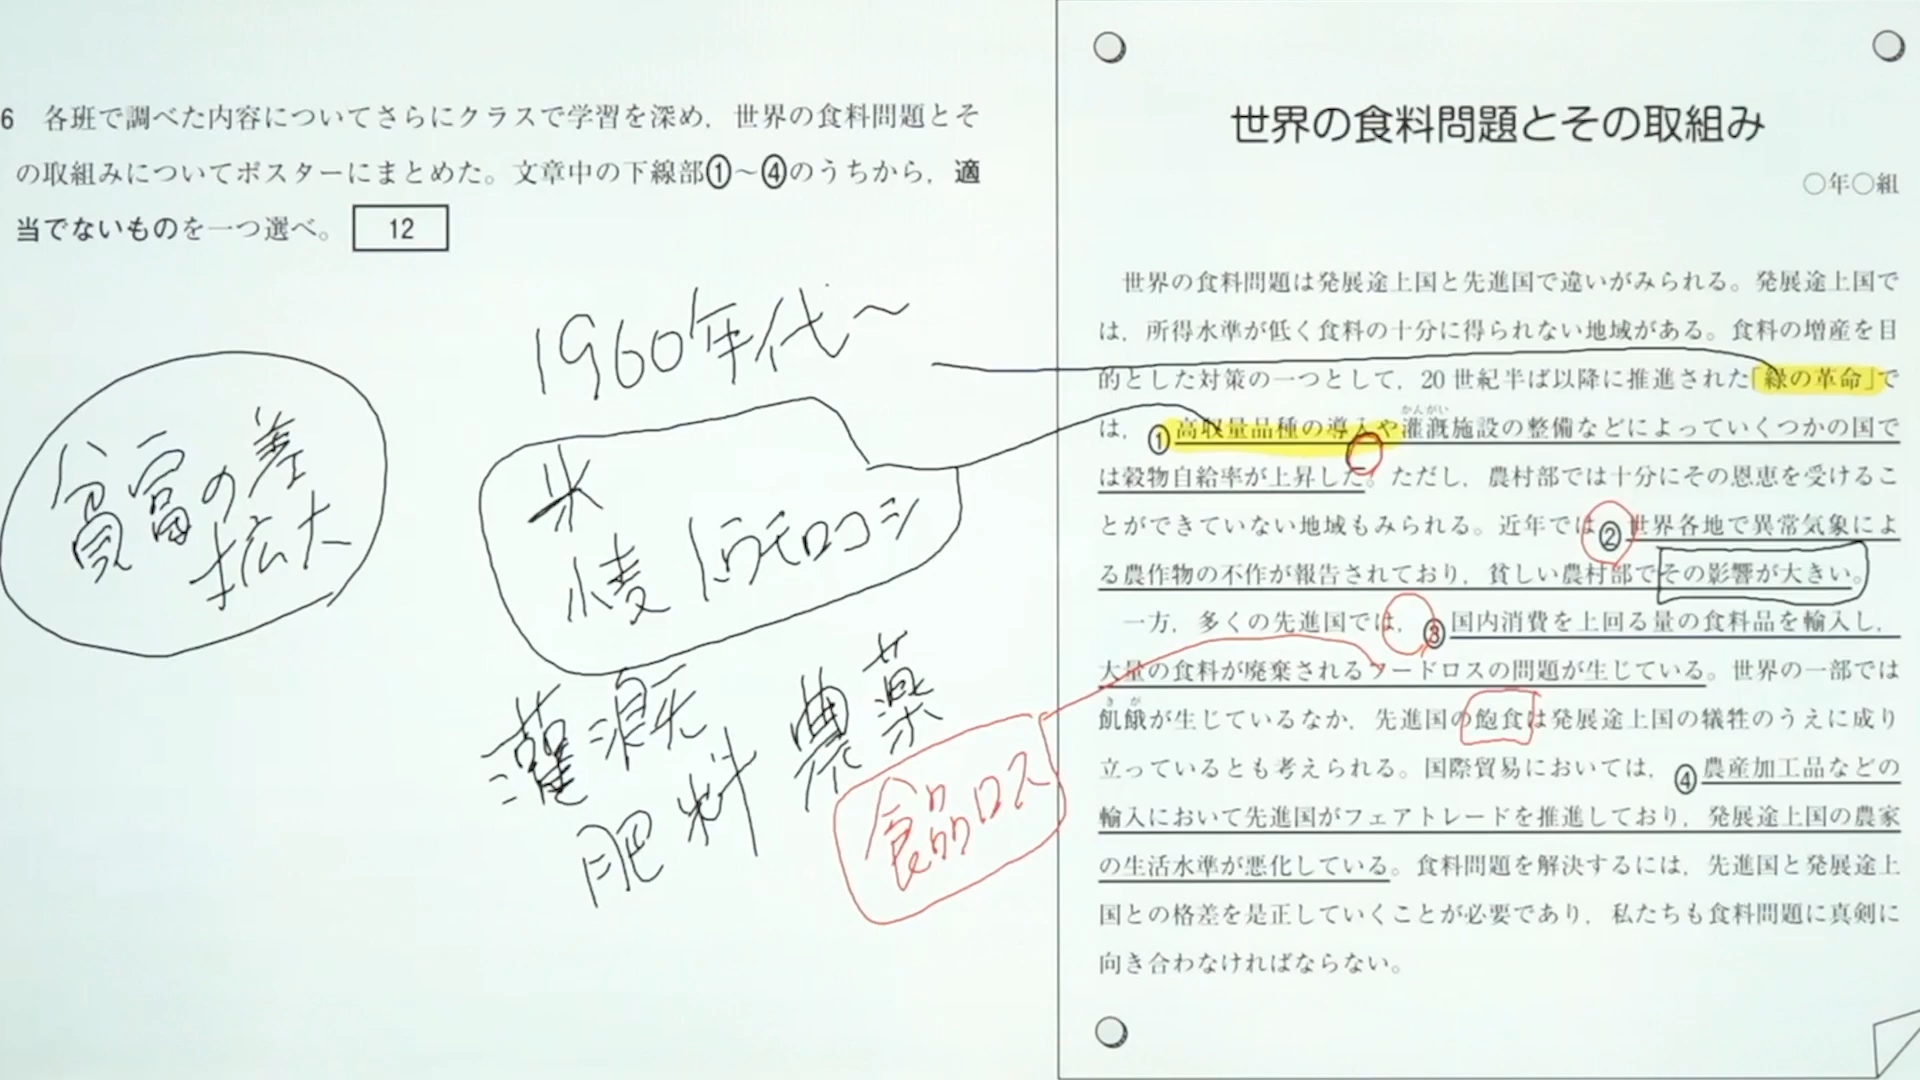 6 各班で調べた内容についてさらにクラスで学習を深め，世界の食料問題とそ
の取組みについてポスターにまとめた。文章中の下線部①～④のうちから，適
当でないものを一つ選べ。 12
1960年代～
貧富の差
拡大
米
小麦 トウモロコシ
灌漑
肥料 農薬
食品ロス
世界の食料問題とその取組み
○年○組
世界の食料問題は発展途上国と先進国で違いがみられる。発展途上国で
は，所得水準が低く食料の十分に得られない地域がある。食料の増産を目
的とした対策の一つとして，20世紀半ば以降に推進された「緑の革命」で
かんがい
は，①高収量品種の導入や灌漑施設の整備などによっていくつかの国で
は穀物自給率が上昇した。ただし，農村部では十分にその恩恵を受けるこ
とができていない地域もみられる。近年では②世界各地で異常気象によ
る農作物の不作が報告されており，貧しい農村部でその影響が大きい。
一方，多くの先進国では，③国内消費を上回る量の食料品を輸入し，
大量の食料が廃棄されるフードロスの問題が生じている。世界の一部では
きが
飢餓が生じているなか，先進国の飽食は発展途上国の犠牲のうえに成り
立っているとも考えられる。国際貿易においては，④農産加工品などの
輸入において先進国がフェアトレードを推進しており，発展途上国の農家
の生活水準が悪化している。食料問題を解決するには，先進国と発展途上
国との格差を是正していくことが必要であり，私たちも食料問題に真剣に
向き合わなければならない。